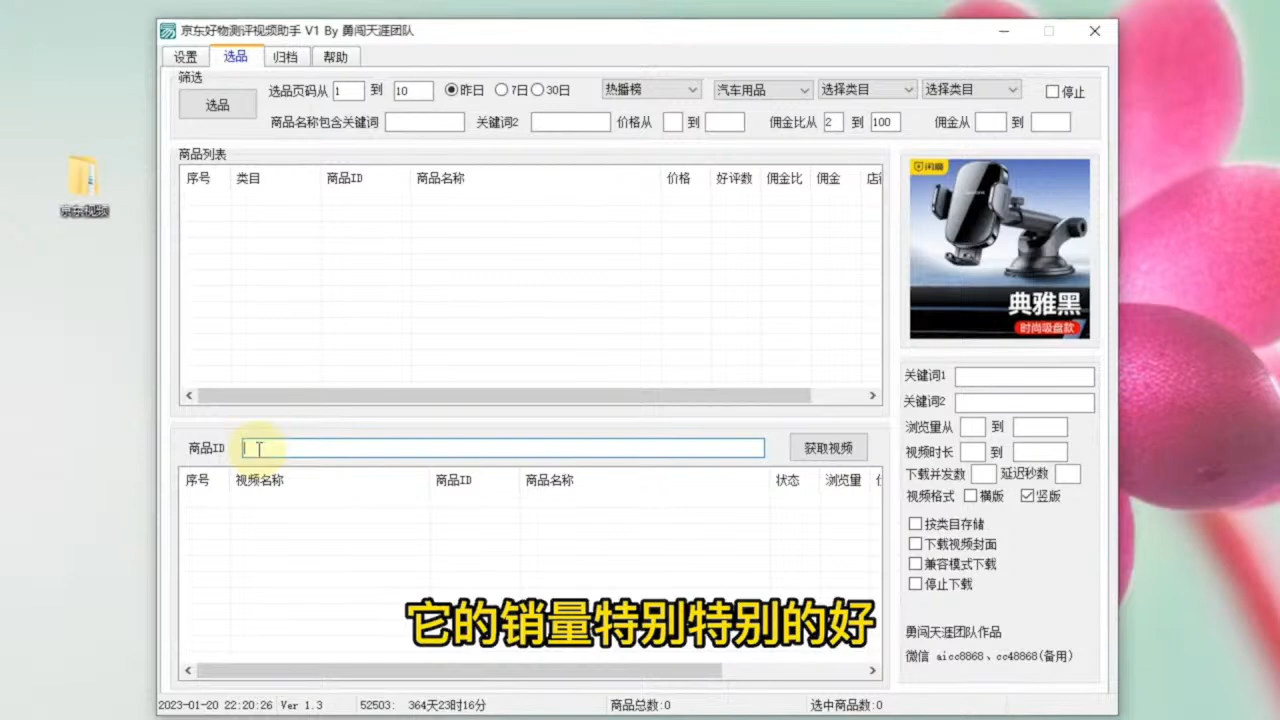 京东好物测评视频助手 V1 By 勇闯天涯团队
设置 选品 归档 帮助
筛选
选品 选品页码从 1 到 10 昨日 7日 30日 热播榜 汽车用品 选择类目 选择类目 停止
商品名称包含关键词 关键词2 价格从 到 佣金比从 2 到 100 佣金从 到
京东视频
商品列表
序号 类目 商品ID 商品名称 价格 好评数 佣金比 佣金
典雅黑
时尚吸盘款
商品ID 获取视频
序号 视频名称 商品ID 商品名称 状态 浏览量
关键词1
关键词2
浏览量从 到
视频时长 到
下载并发数 延迟秒数
视频格式 横版 竖版
按类目存储
下载视频封面
兼容模式下载
停止下载
它的销量特别特别的好
勇闯天涯团队作品
微信 aicc8868、cc48868(备用)
2023-01-20 22:20:26 Ver 1.3 52503: 364天23时16分 商品总数:0 选中商品数:0